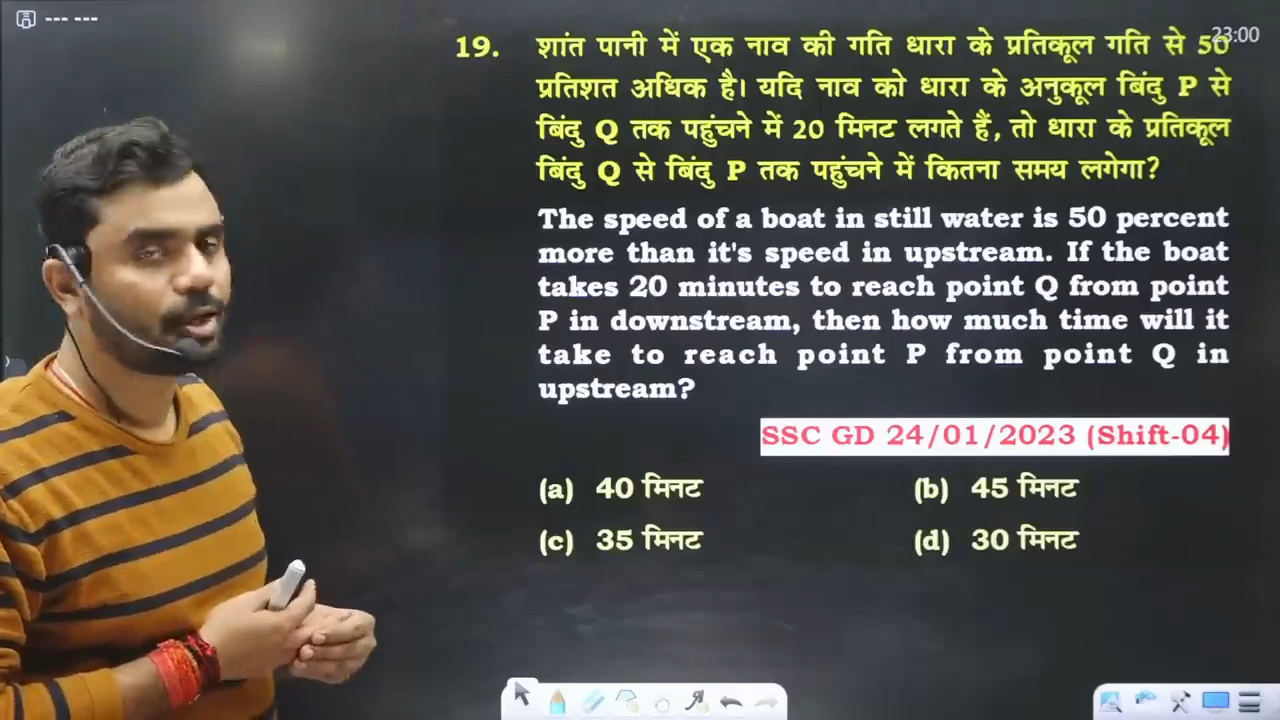 23:00
19. शांत पानी में एक नाव की गति धारा के प्रतिकूल गति से 50
प्रतिशत अधिक है। यदि नाव को धारा के अनुकूल बिंदु P से
बिंदु Q तक पहुंचने में 20 मिनट लगते हैं, तो धारा के प्रतिकूल
बिंदु Q से बिंदु P तक पहुंचने में कितना समय लगेगा?
The speed of a boat in still water is 50 percent
more than it's speed in upstream. If the boat
takes 20 minutes to reach point Q from point
P in downstream, then how much time will it
take to reach point P from point Q in
upstream?
SSC GD 24/01/2023 (Shift-04)
(a) 40 मिनट (b) 45 मिनट
(c) 35 मिनट (d) 30 मिनट